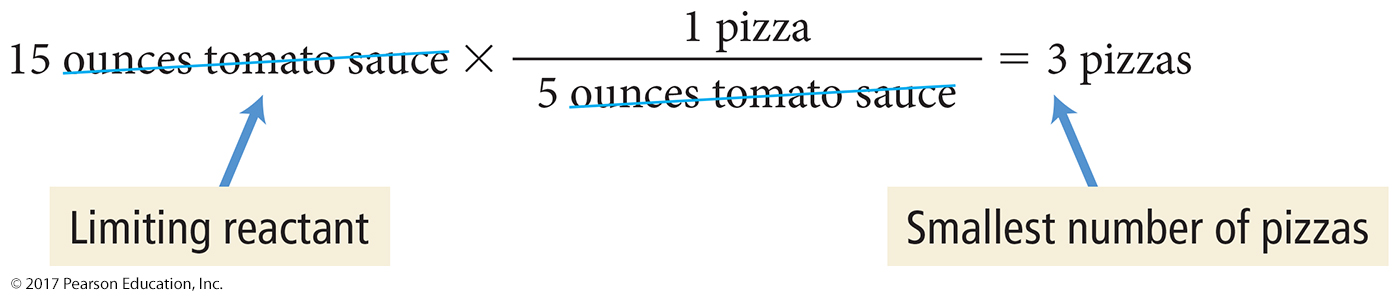 15 ounces tomato sauce × 1 pizza / 5 ounces tomato sauce = 3 pizzas
Limiting reactant
Smallest number of pizzas
© 2017 Pearson Education, Inc.